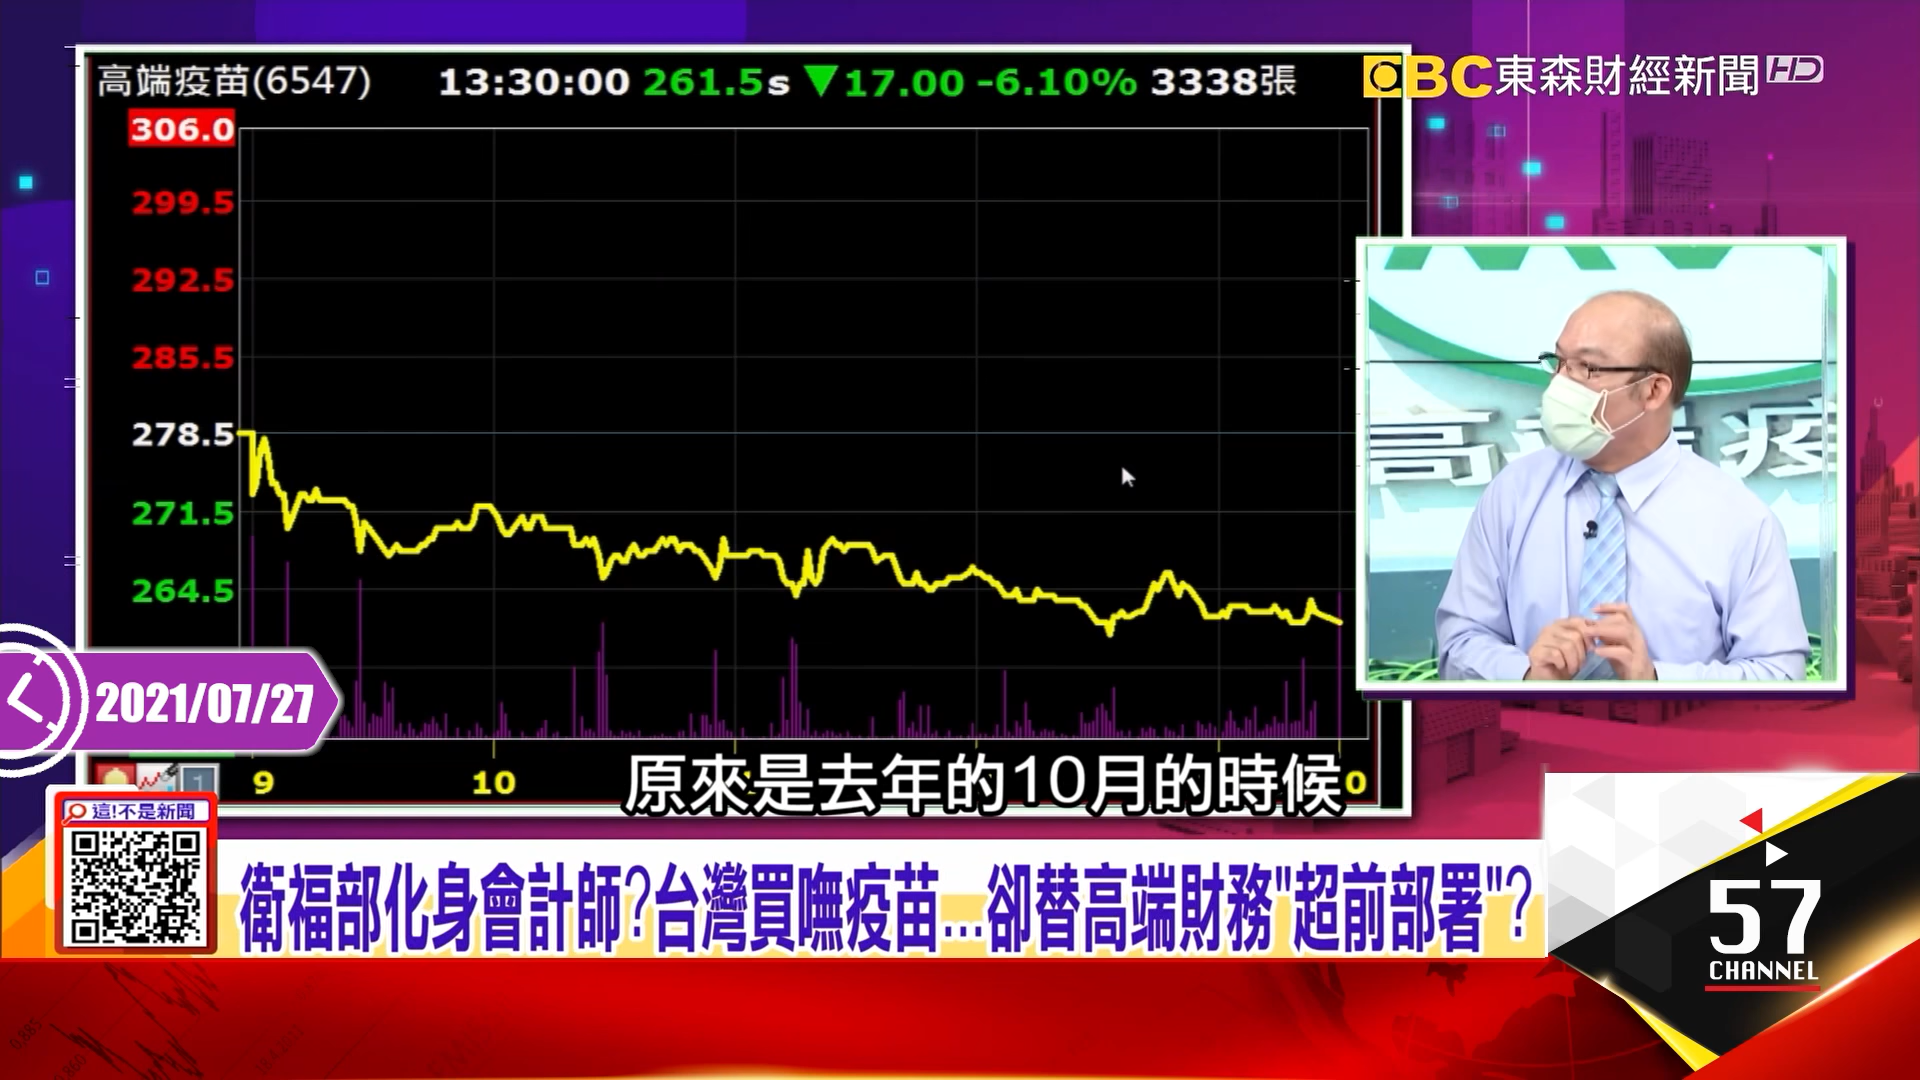 高端疫苗(6547) 13:30:00 261.5s ▼17.00 -6.10% 3338張
EBC東森財經新聞HD
306.0
299.5
292.5
285.5
278.5
271.5
264.5
2021/07/27
1
9 10
0
原來是去年的10月的時候
這!不是新聞
衛福部化身會計師?台灣買嘸疫苗...卻替高端財務"超前部署"?
57
CHANNEL